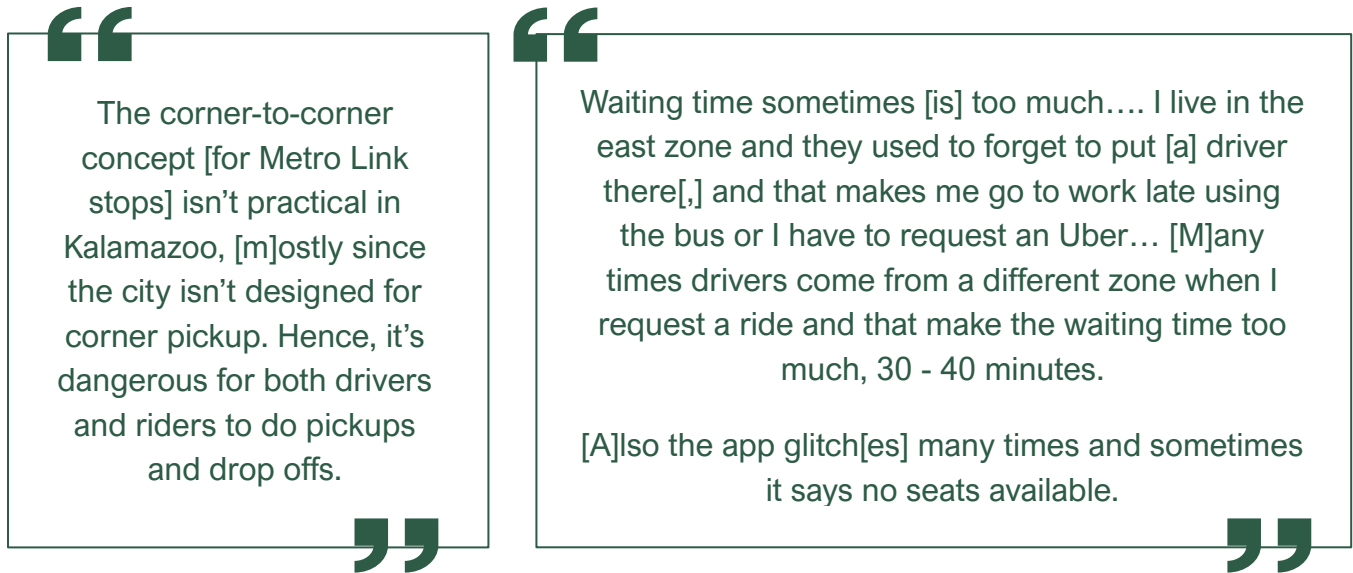 The corner-to-corner
concept [for Metro Link
stops] isn’t practical in
Kalamazoo, [m]ostly since
the city isn’t designed for
corner pickup. Hence, it’s
dangerous for both drivers
and riders to do pickups
and drop offs.
Waiting time sometimes [is] too much…. I live in the
east zone and they used to forget to put [a] driver
there[,] and that makes me go to work late using
the bus or I have to request an Uber… [M]any
times drivers come from a different zone when I
request a ride and that make the waiting time too
much, 30 - 40 minutes.
[A]lso the app glitch[es] many times and sometimes
it says no seats available.